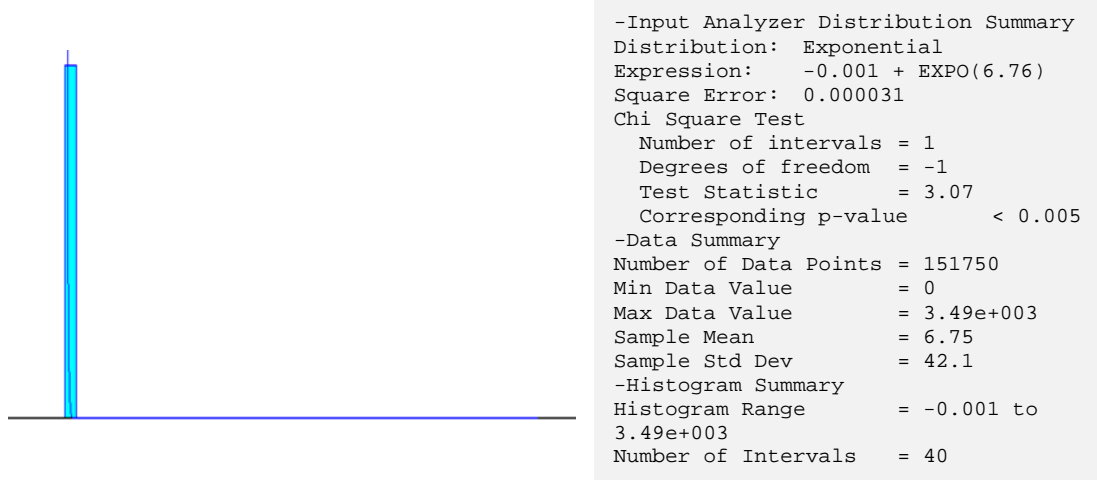 -Input Analyzer Distribution Summary
Distribution:  Exponential
Expression:    -0.001 + EXPO(6.76)
Square Error:  0.000031
Chi Square Test
  Number of intervals = 1
  Degrees of freedom  = -1
  Test Statistic      = 3.07
  Corresponding p-value      < 0.005
-Data Summary
Number of Data Points = 151750
Min Data Value        = 0
Max Data Value        = 3.49e+003
Sample Mean           = 6.75
Sample Std Dev        = 42.1
-Histogram Summary
Histogram Range       = -0.001 to
3.49e+003
Number of Intervals   = 40